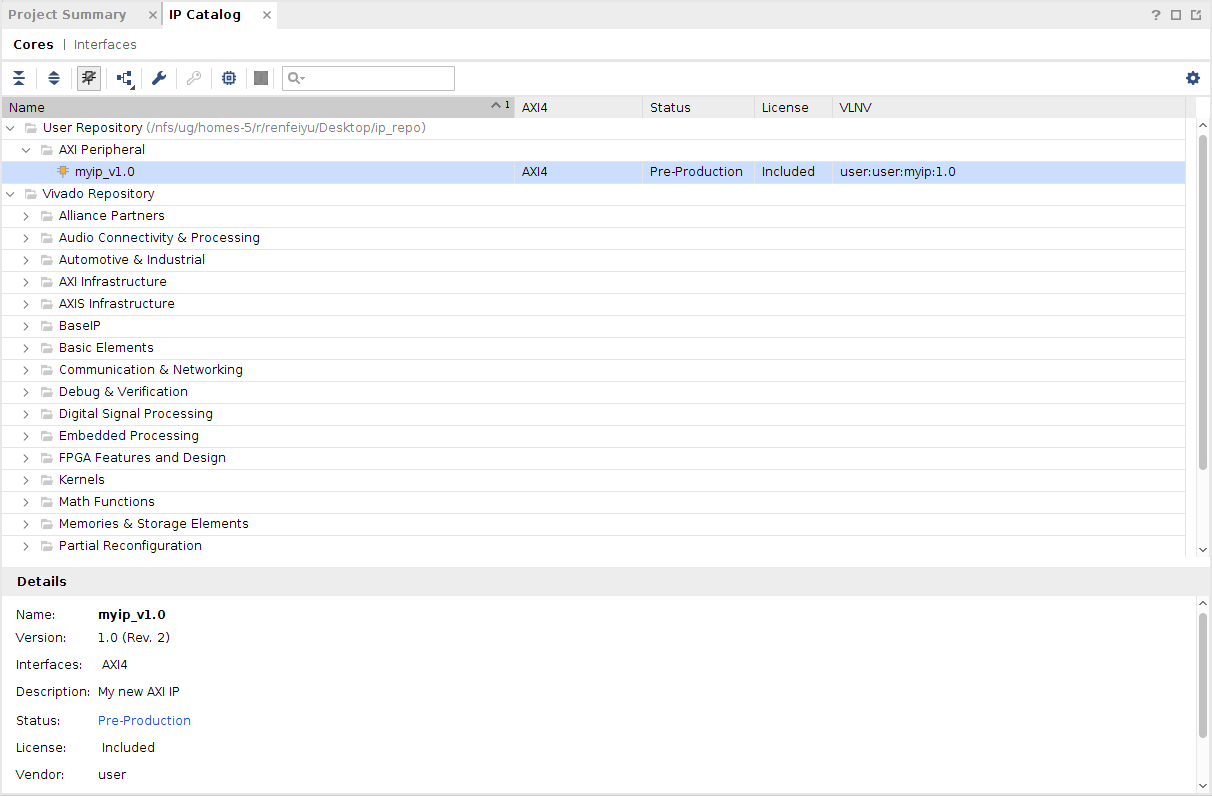 Project Summary × IP Catalog × ?
Cores | Interfaces
Name 1 AXI4 Status License VLNV
User Repository (/nfs/ug/homes-5/r/renfeiyu/Desktop/ip_repo)
AXI Peripheral
myip_v1.0 AXI4 Pre-Production Included user:user:myip:1.0
Vivado Repository
Alliance Partners
Audio Connectivity & Processing
Automotive & Industrial
AXI Infrastructure
AXIS Infrastructure
BaseIP
Basic Elements
Communication & Networking
Debug & Verification
Digital Signal Processing
Embedded Processing
FPGA Features and Design
Kernels
Math Functions
Memories & Storage Elements
Partial Reconfiguration
Details
Name: myip_v1.0
Version: 1.0 (Rev. 2)
Interfaces: AXI4
Description: My new AXI IP
Status: Pre-Production
License: Included
Vendor: user